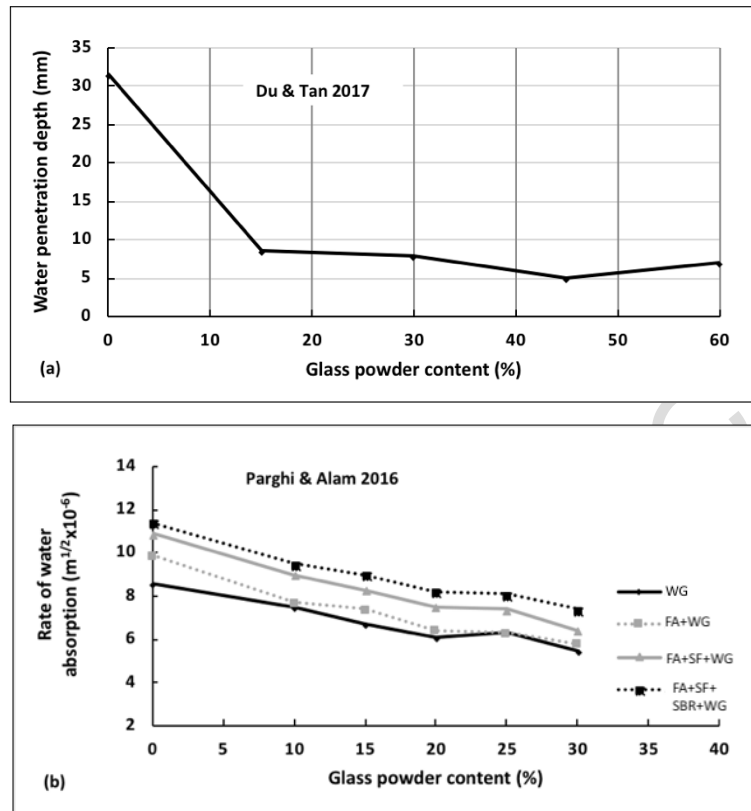 35
30
25
20
15
10
5
0
Water penetration depth (mm)
Du & Tan 2017
0 10 20 30 40 50 60
Glass powder content (%)
(a)
14
12
10
8
6
4
2
Rate of water
absorption (m^1/2x10^-6)
Parghi & Alam 2016
WG
FA+WG
FA+SF+WG
FA+SF+
SBR+WG
0 5 10 15 20 25 30 35 40
Glass powder content (%)
(b)